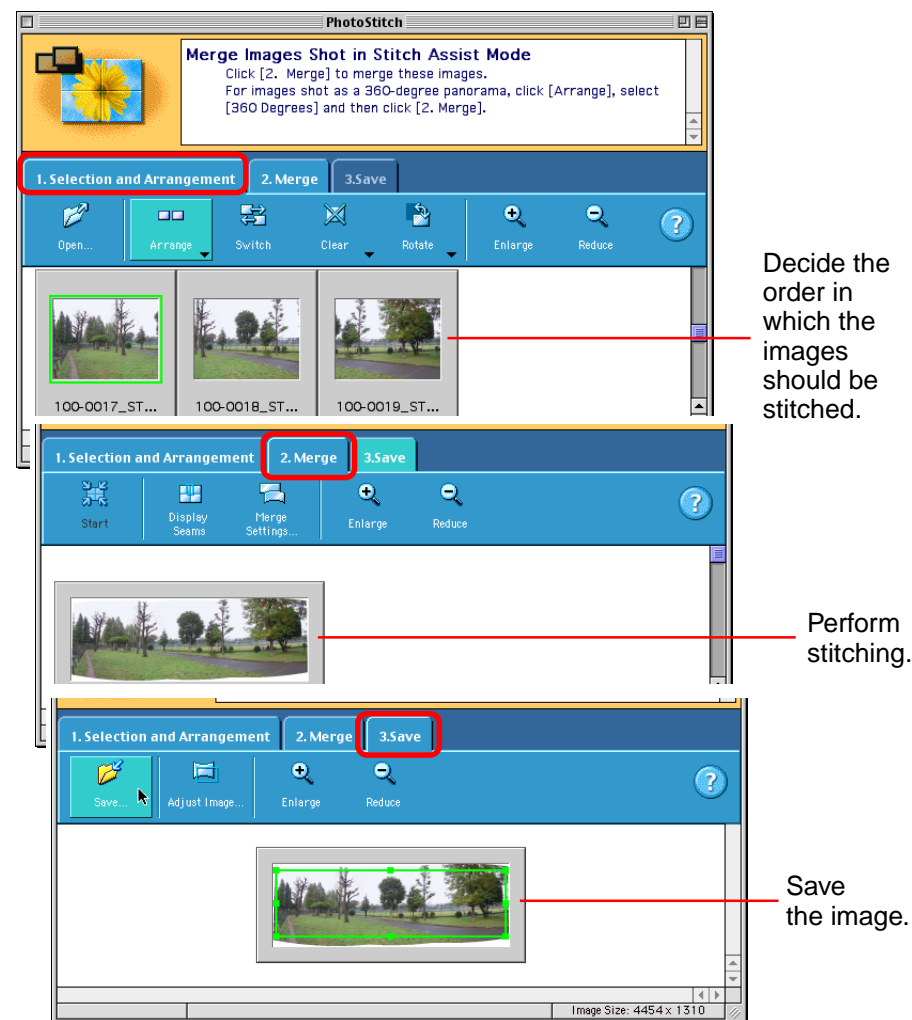 PhotoStitch
Merge Images Shot in Stitch Assist Mode
Click [2. Merge] to merge these images.
For images shot as a 360-degree panorama, click [Arrange], select
[360 Degrees] and then click [2. Merge].
1. Selection and Arrangement 2. Merge 3.Save
Open... Arrange Switch Clear Rotate Enlarge Reduce ?
100-0017_ST... 100-0018_ST... 100-0019_ST...
Decide the
order in
which the
images
should be
stitched.
1. Selection and Arrangement 2. Merge 3.Save
Start Display Seams Merge Settings... Enlarge Reduce ?
Perform
stitching.
1. Selection and Arrangement 2. Merge 3.Save
Save... Adjust Image... Enlarge Reduce ?
Save
the image.
Image Size: 4454 x 1310